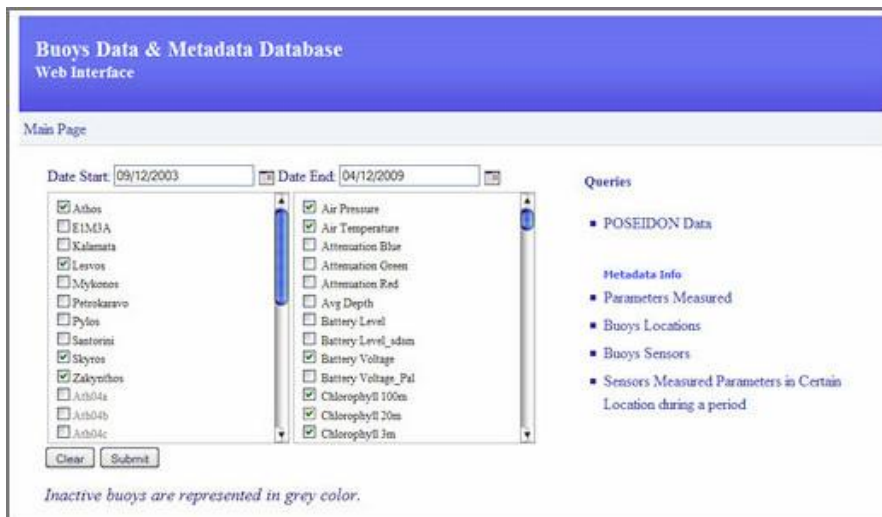 Buoys Data & Metadata Database
Web Interface
Main Page
Date Start: 09/12/2003 Date End: 04/12/2009
Athos
E1M3A
Kalamata
Lesvos
Mykonos
Petrokaravo
Pylos
Santorini
Skyros
Zakynthos
Ath04a
Ath04b
Ath04c
Air Pressure
Air Temperature
Attenuation Blue
Attenuation Green
Attenuation Red
Avg Depth
Battery Level
Battery Level_sdsm
Battery Voltage
Battery Voltage_Pal
Chlorophyll 100m
Chlorophyll 20m
Chlorophyll 3m
Clear Submit
Inactive buoys are represented in grey color.
Queries
POSEIDON Data
Metadata Info
Parameters Measured
Buoys Locations
Buoys Sensors
Sensors Measured Parameters in Certain
Location during a period